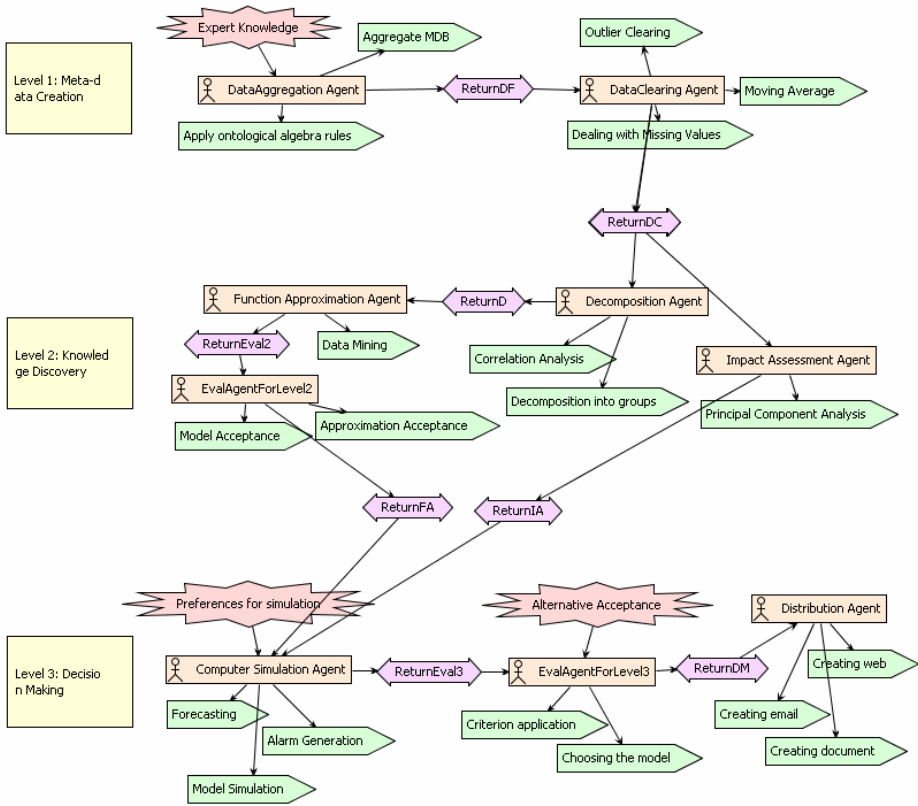 Expert Knowledge
Aggregate MDB
Outlier Clearing
Level 1: Meta-d
ata Creation
DataAggregation Agent
ReturnDF
DataClearing Agent
Moving Average
Apply ontological algebra rules
Dealing with Missing Values
ReturnDC
Function Approximation Agent
ReturnD
Decomposition Agent
Level 2: Knowled
ge Discovery
ReturnEval2
Data Mining
Correlation Analysis
Impact Assessment Agent
EvalAgentForLevel2
Decomposition into groups
Principal Component Analysis
Model Acceptance
Approximation Acceptance
ReturnFA
ReturnIA
Preferences for simulation
Alternative Acceptance
Distribution Agent
Level 3: Decisio
n Making
Computer Simulation Agent
ReturnEval3
EvalAgentForLevel3
ReturnDM
Creating web
Forecasting
Criterion application
Creating email
Alarm Generation
Choosing the model
Creating document
Model Simulation